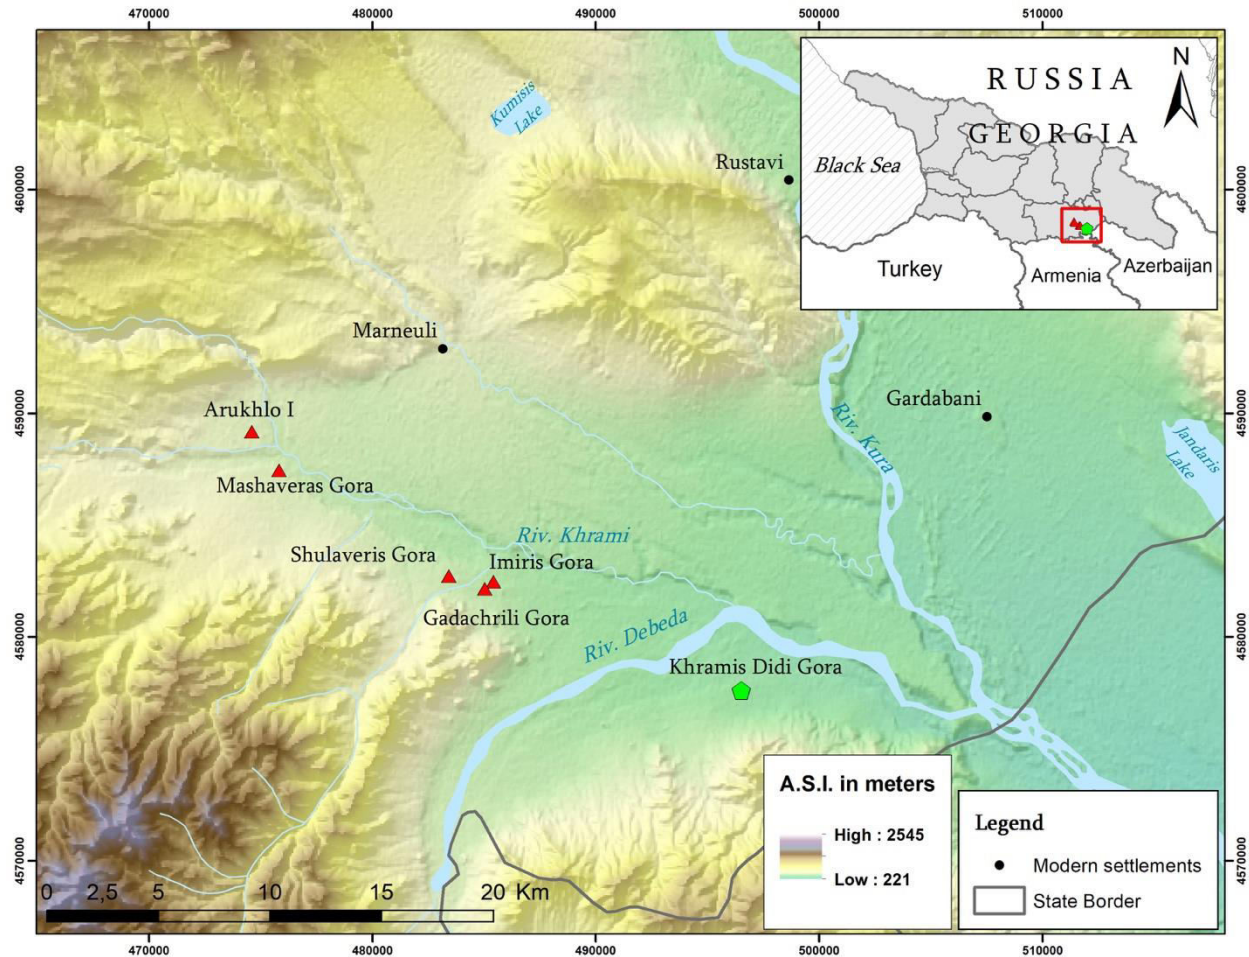 470000
480000
490000
500000
510000
4600000
4590000
4580000
4570000
4600000
4590000
4580000
4570000
Kumisis
Lake
Rustavi
RUSSIA
GEORGIA
N
Black Sea
Turkey
Armenia
Azerbaijan
Marneuli
Arukhlo I
Mashaveras Gora
Gardabani
Riv. Kura
Jandaris
Lake
Riv. Khrami
Shulaveris Gora
Imiris Gora
Gadachrili Gora
Riv. Debeda
Khramis Didi Gora
A.S.I. in meters
High : 2545
Low : 221
Legend
Modern settlements
State Border
0 2,5 5 10 15 20 Km
470000
480000
490000
500000
510000